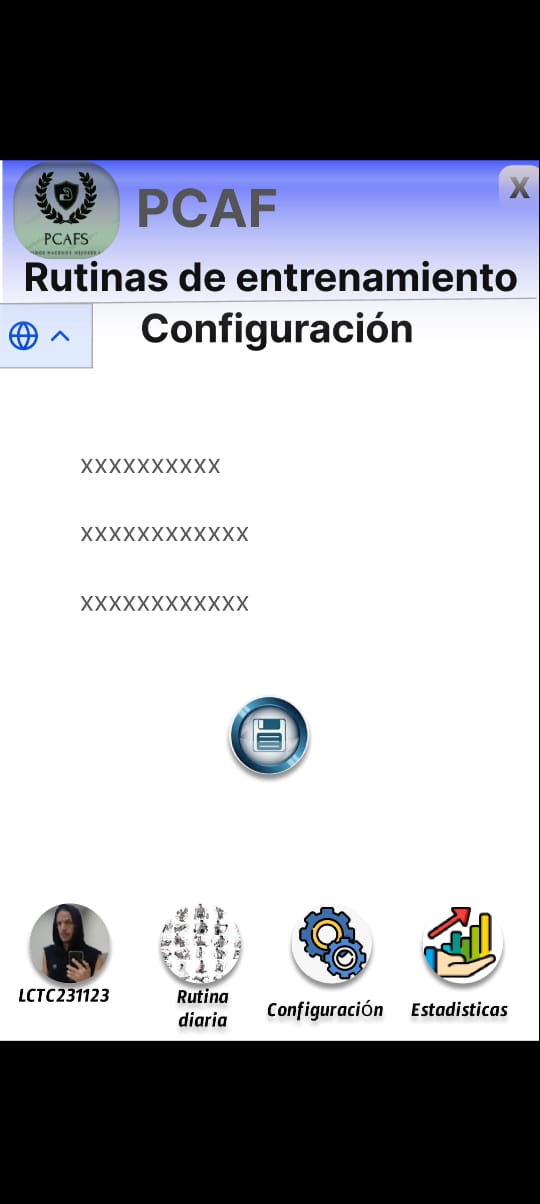 PCAF
X
PCAFS
Rutinas de entrenamiento
Configuración
xxxxxxxxxx
xxxxxxxxxxxx
xxxxxxxxxxxx
LCTC231123
Rutina
diaria
Configuración
Estadisticas